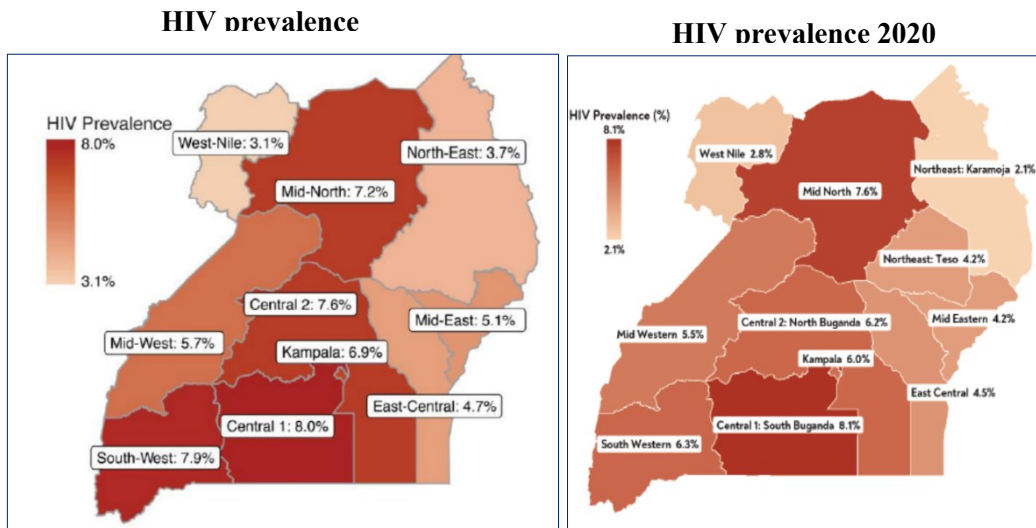 HIV prevalence
HIV Prevalence
8.0%
3.1%
West-Nile: 3.1%
North-East: 3.7%
Mid-North: 7.2%
Central 2: 7.6%
Mid-East: 5.1%
Mid-West: 5.7%
Kampala: 6.9%
East-Central: 4.7%
Central 1: 8.0%
South-West: 7.9%
HIV prevalence 2020
HIV Prevalence (%)
8.1%
2.1%
West Nile 2.8%
Northeast: Karamoja 2.1%
Mid North 7.6%
Northeast: Teso 4.2%
Mid Eastern 4.2%
Central 2: North Buganda 6.2%
Mid Western 5.5%
Kampala 6.0%
East Central 4.5%
Central 1: South Buganda 8.1%
South Western 6.3%